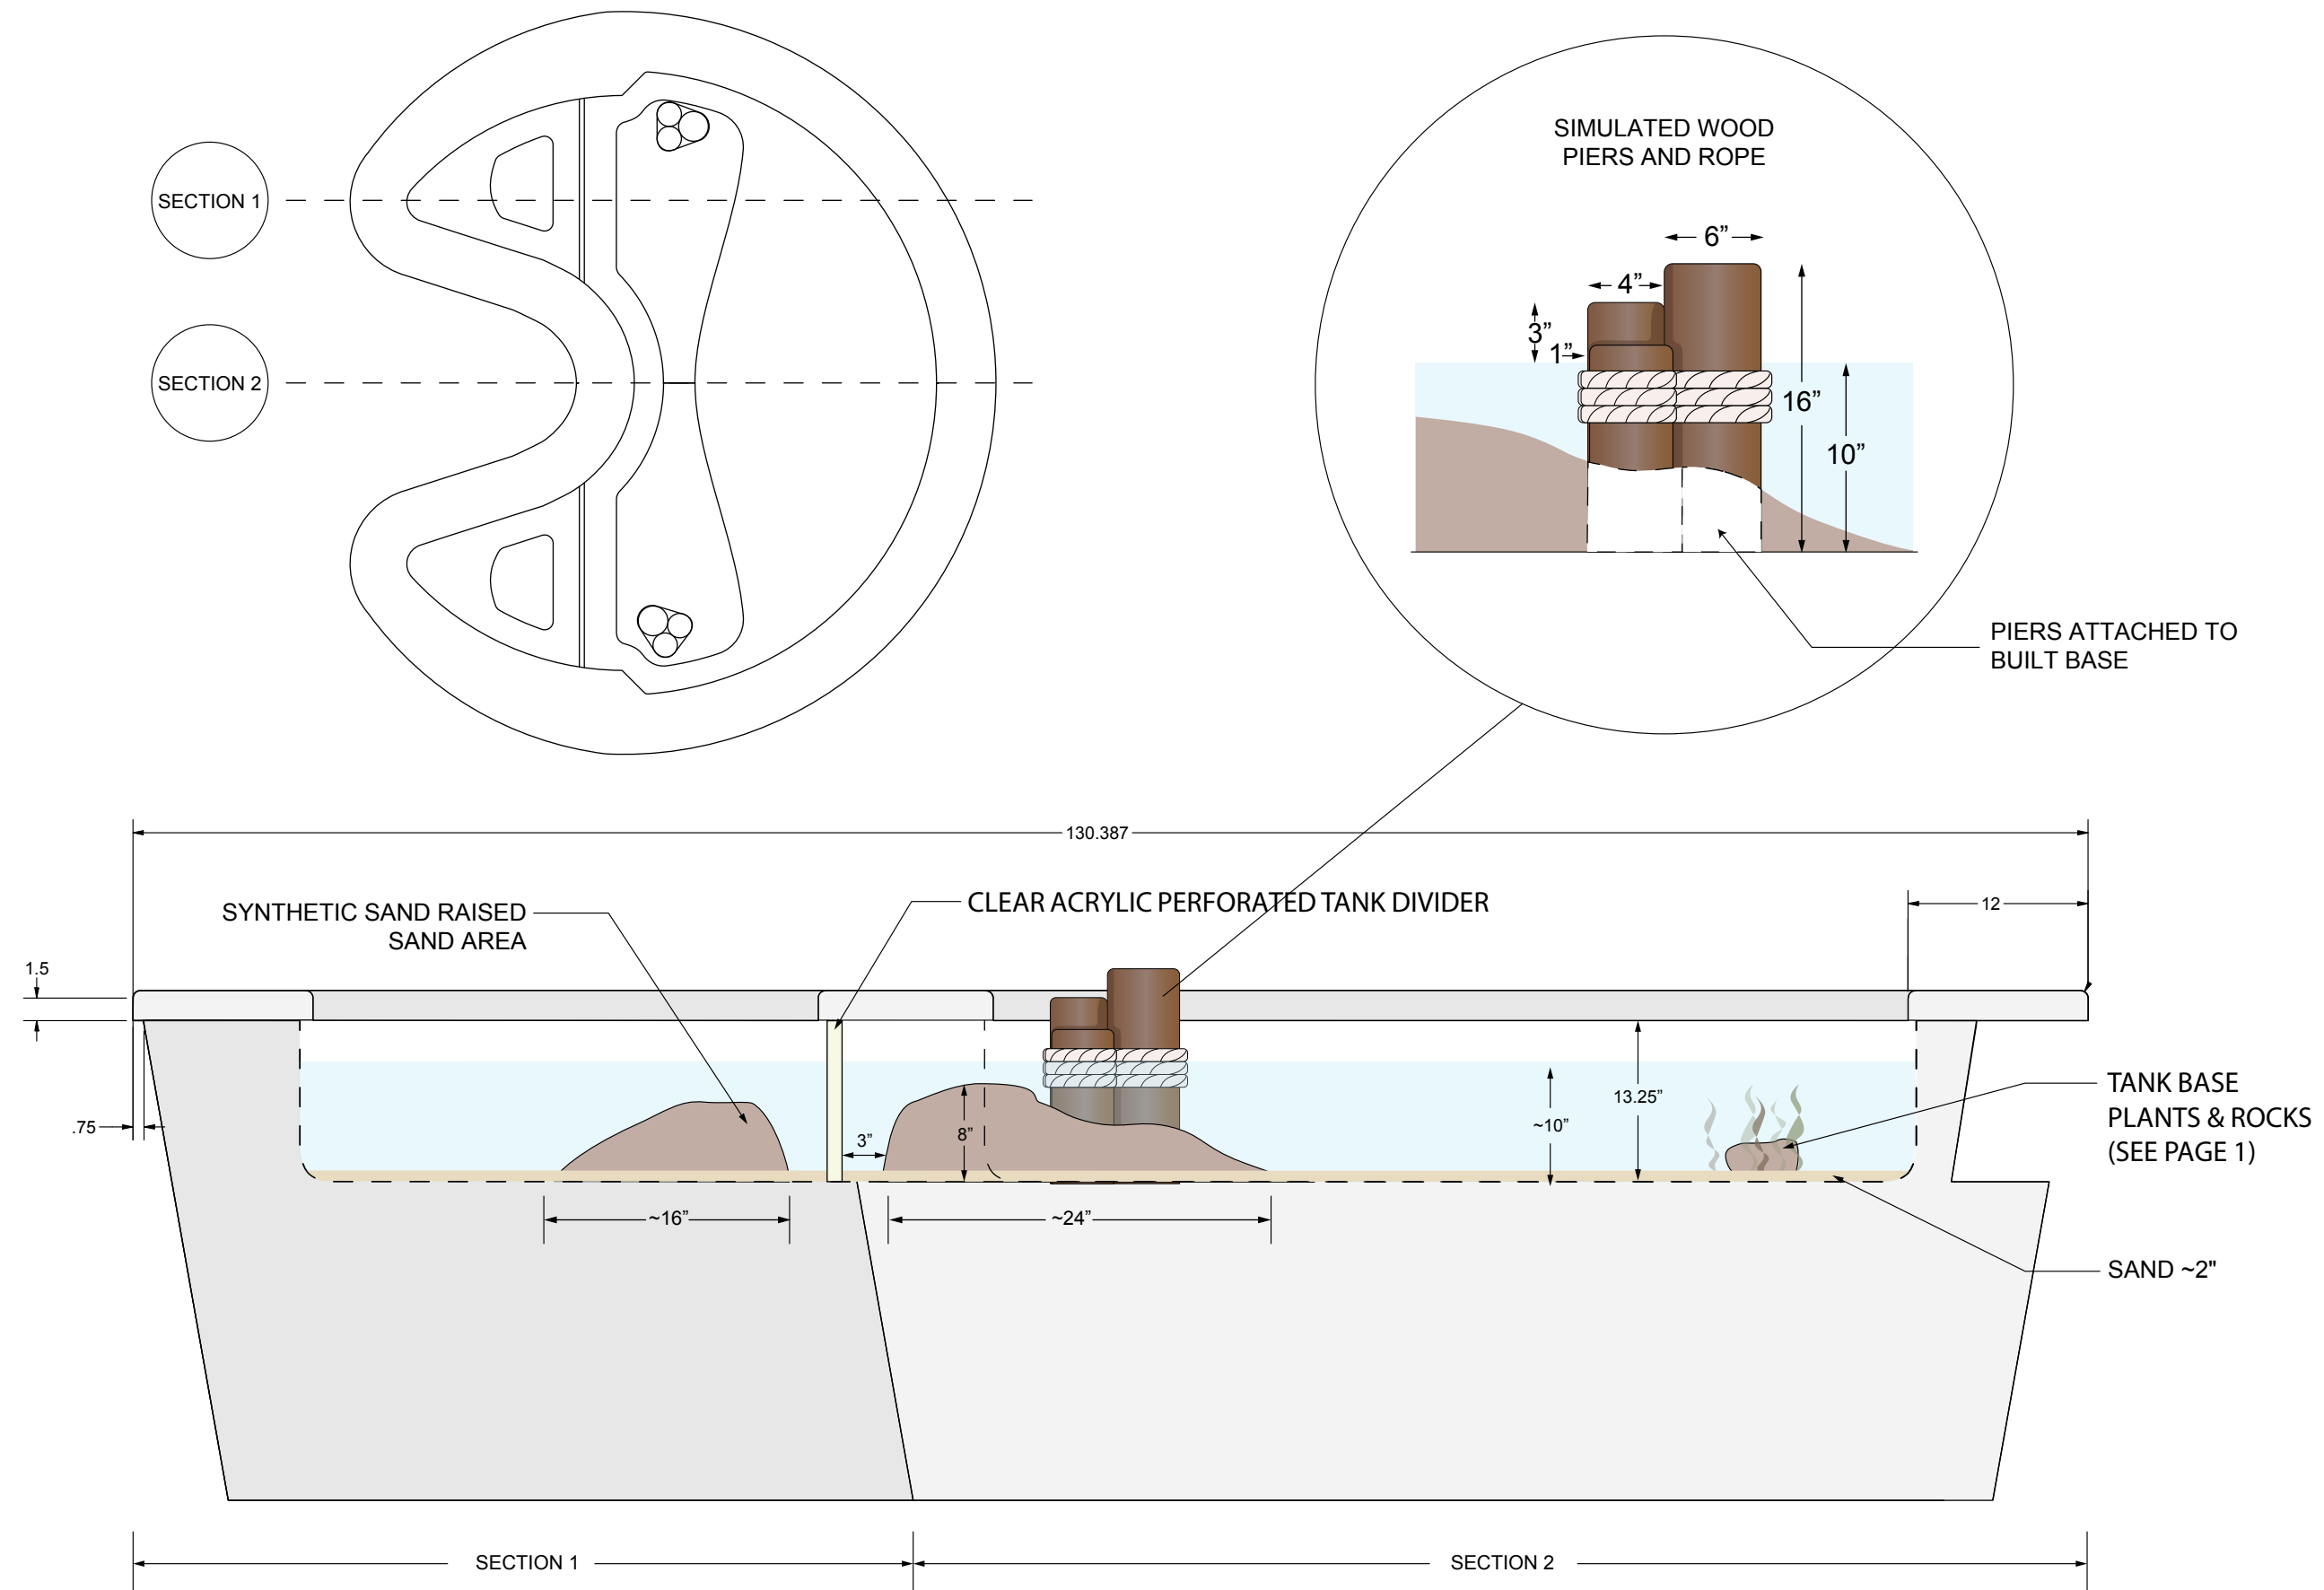 SECTION 1
SECTION 2
SIMULATED WOOD
PIERS AND ROPE
6”
4”
3”
1”
16”
10”
PIERS ATTACHED TO
BUILT BASE
130.387
SYNTHETIC SAND RAISED
SAND AREA
CLEAR ACRYLIC PERFORATED TANK DIVIDER
12
1.5
.75
3”
8”
~10”
13.25”
TANK BASE
PLANTS & ROCKS
(SEE PAGE 1)
~16”
~24”
SAND ~2"
SECTION 1
SECTION 2